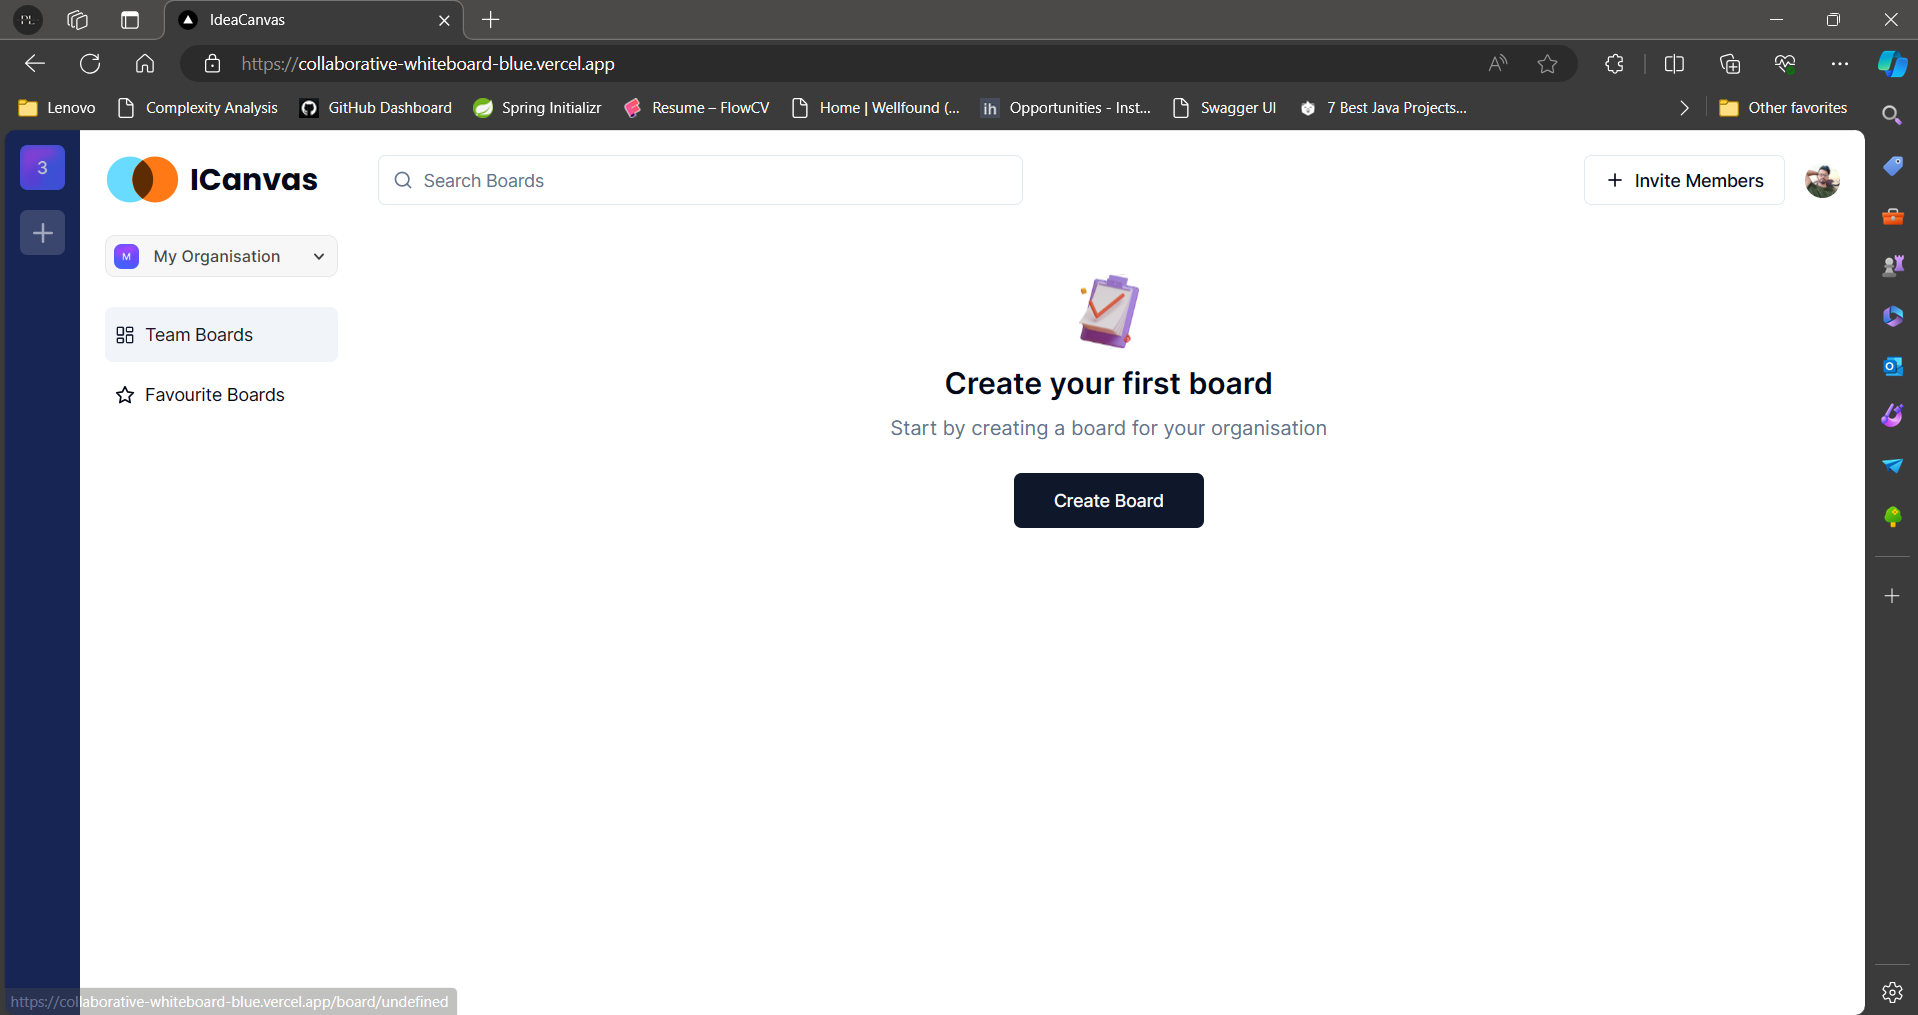 PL
IdeaCanvas
https://collaborative-whiteboard-blue.vercel.app
Lenovo
Complexity Analysis
GitHub Dashboard
Spring Initializr
Resume – FlowCV
Home | Wellfound (...
ih
Opportunities - Inst...
Swagger UI
7 Best Java Projects...
Other favorites
3
ICanvas
Search Boards
Invite Members
M
My Organisation
Team Boards
Favourite Boards
Create your first board
Start by creating a board for your organisation
Create Board
https://collaborative-whiteboard-blue.vercel.app/board/undefined